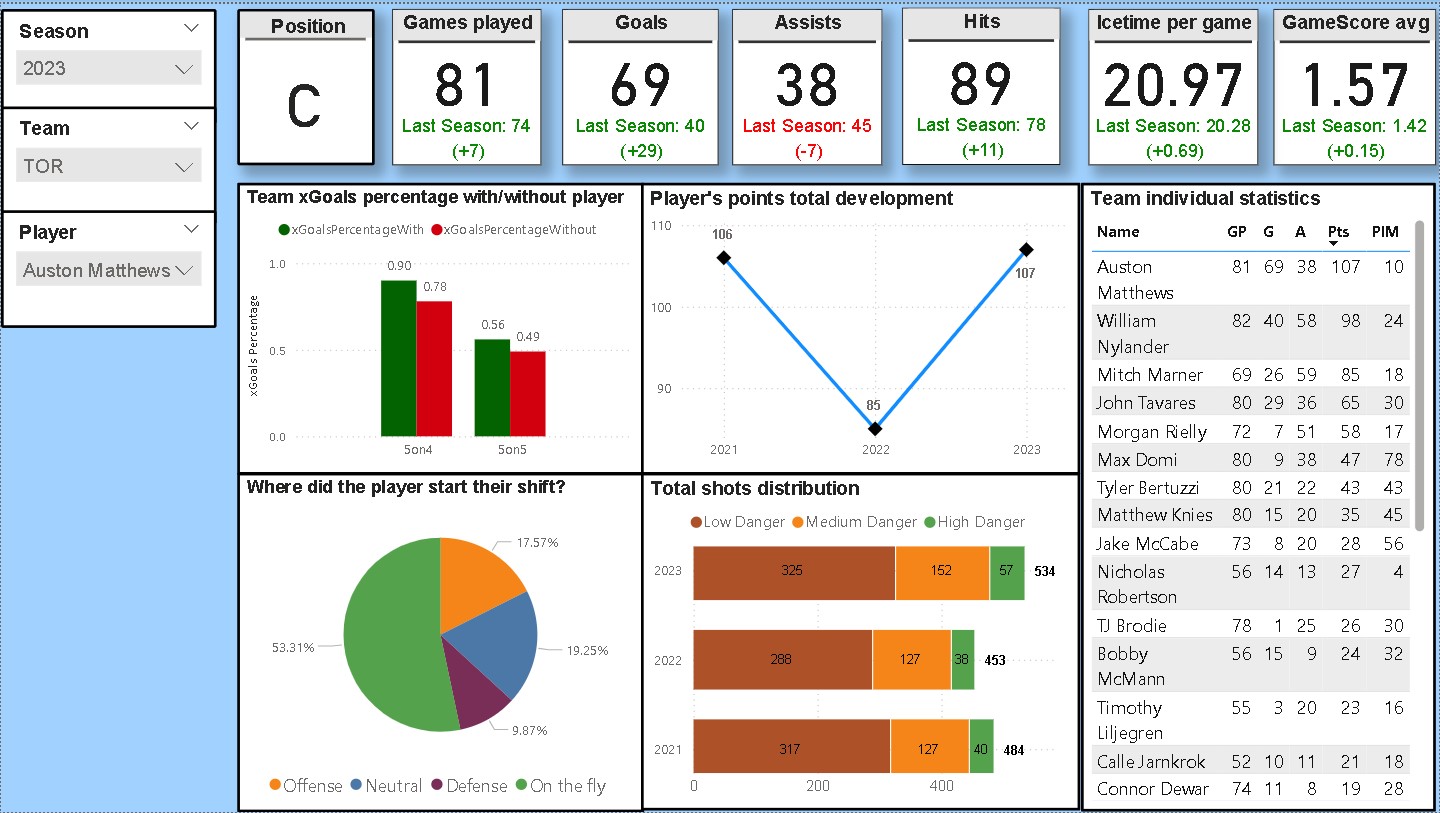 Season
2023
Team
TOR
Player
Auston Matthews
Position
C
Games played
81
Last Season: 74
(+7)
Goals
69
Last Season: 40
(+29)
Assists
38
Last Season: 45
(-7)
Hits
89
Last Season: 78
(+11)
Icetime per game
20.97
Last Season: 20.28
(+0.69)
GameScore avg
1.57
Last Season: 1.42
(+0.15)
Team xGoals percentage with/without player
xGoalsPercentageWith xGoalsPercentageWithout
xGoals Percentage
1.0
0.5
0.0
0.90
0.78
0.56
0.49
5on4
5on5
Player's points total development
110
100
90
106
85
107
2021
2022
2023
Where did the player start their shift?
17.57%
19.25%
9.87%
53.31%
Offense Neutral Defense On the fly
Total shots distribution
Low Danger Medium Danger High Danger
2023 325 152 57 534
2022 288 127 38 453
2021 317 127 40 484
0 200 400
Team individual statistics
Name GP G A Pts PIM
Auston 81 69 38 107 10
Matthews
William 82 40 58 98 24
Nylander
Mitch Marner 69 26 59 85 18
John Tavares 80 29 36 65 30
Morgan Rielly 72 7 51 58 17
Max Domi 80 9 38 47 78
Tyler Bertuzzi 80 21 22 43 43
Matthew Knies 80 15 20 35 45
Jake McCabe 73 8 20 28 56
Nicholas 56 14 13 27 4
Robertson
TJ Brodie 78 1 25 26 30
Bobby 56 15 9 24 32
McMann
Timothy 55 3 20 23 16
Liljegren
Calle Jarnkrok 52 10 11 21 18
Connor Dewar 74 11 8 19 28